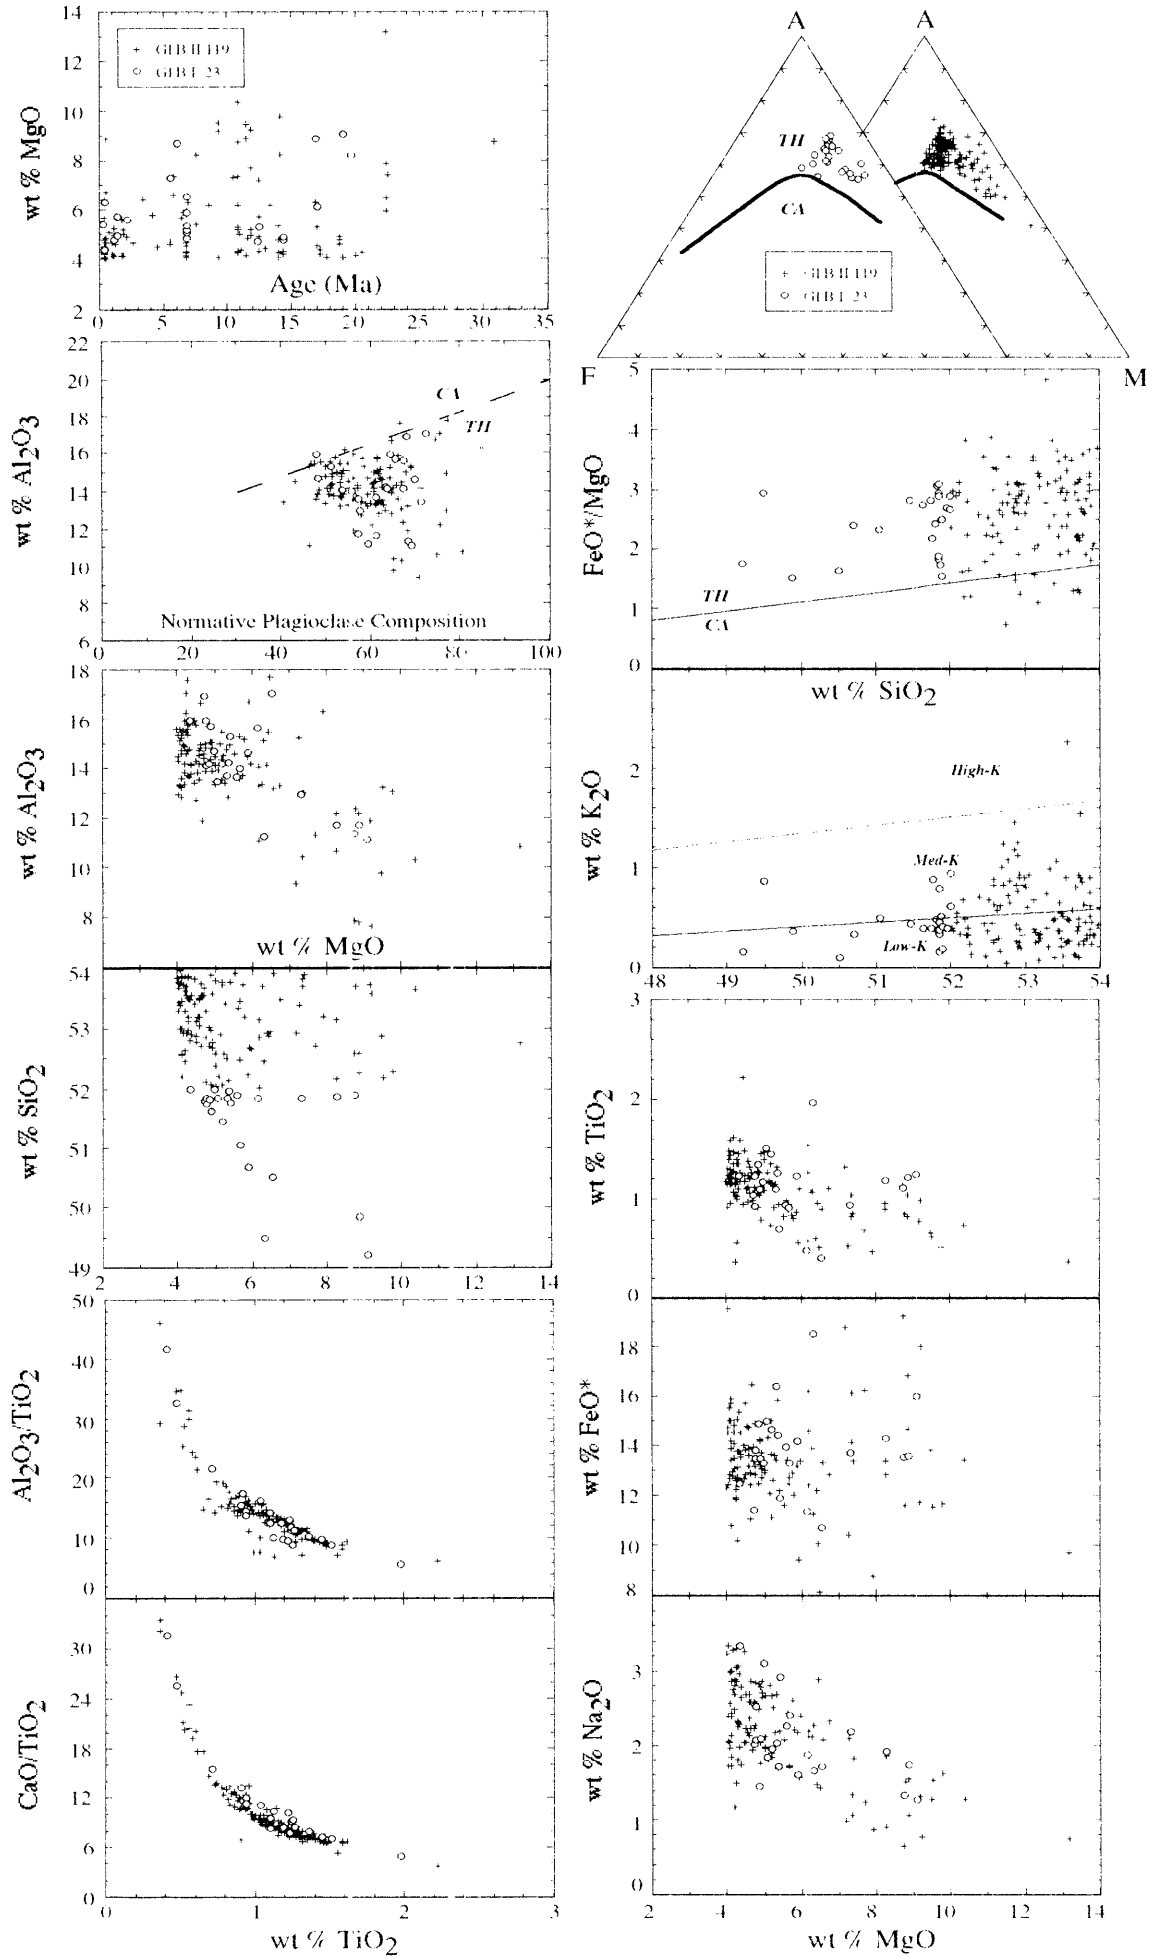 14
12
10
8
6
4
2
wt % MgO
+ GHB II 119
○ GHB I 23
0 5 10 15 20 25 30 35
Age (Ma)
A A
TH
CA
+ GHB II 119
○ GHB I 23
F M
22
20
18
16
14
12
10
8
6
wt % Al2O3
CA
TH
Normative Plagioclase Composition
0 20 40 60 80 100
5
4
3
2
1
0
FeO*/MgO
TH
CA
wt % SiO2
18
16
14
12
10
8
wt % Al2O3
wt % MgO
2
1
0
wt % K2O
High-K
Med-K
Low-K
48 49 50 51 52 53 54
54
53
52
51
50
49
wt % SiO2
2 4 6 8 10 12 14
3
2
1
0
wt % TiO2
50
40
30
20
10
0
Al2O3/TiO2
18
16
14
12
10
8
wt % FeO*
30
24
18
12
6
0
CaO/TiO2
0 1 2 3
wt % TiO2
3
2
1
0
wt % Na2O
2 4 6 8 10 12 14
wt % MgO